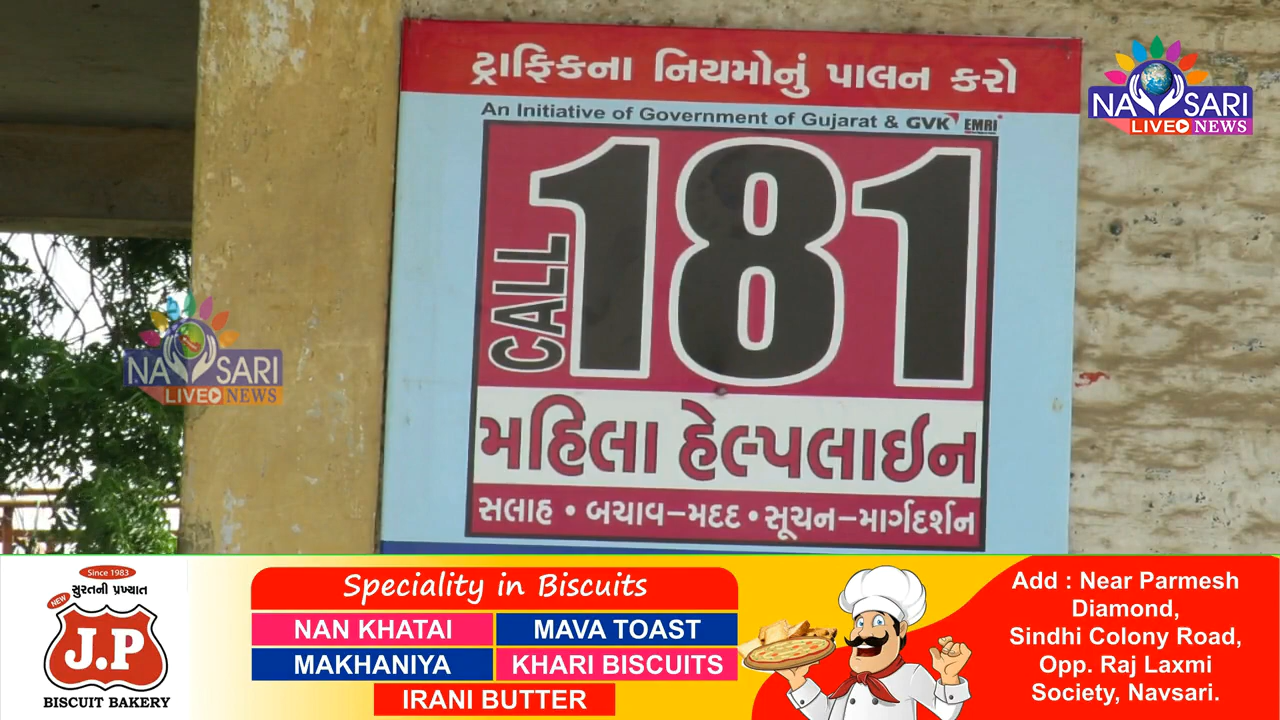 ટ્રાફિકના નિયમોનું પાલન કરો
An Initiative of Government of Gujarat & GVK EMRI
CALL 181
મહિલા હેલ્પલાઇન
સલાહ • બચાવ-મદદ • સૂચન-માર્ગદર્શન
NAVSARI
LIVE NEWS
NAVSARI
LIVE NEWS
Since 1983
સુરતની પ્રખ્યાત
NEW
J.P
BISCUIT BAKERY
Speciality in Biscuits
NAN KHATAI
MAVA TOAST
MAKHANIYA
KHARI BISCUITS
IRANI BUTTER
Add : Near Parmesh
Diamond,
Sindhi Colony Road,
Opp. Raj Laxmi
Society, Navsari.